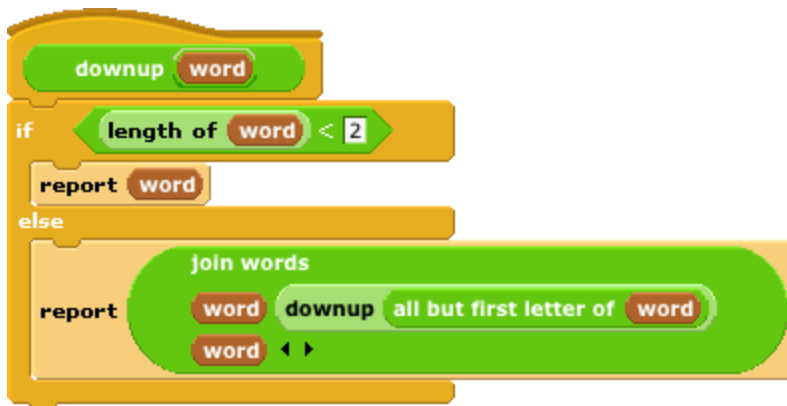 downup word
if length of word < 2
report word
else
join words
report word downup all but first letter of word
word